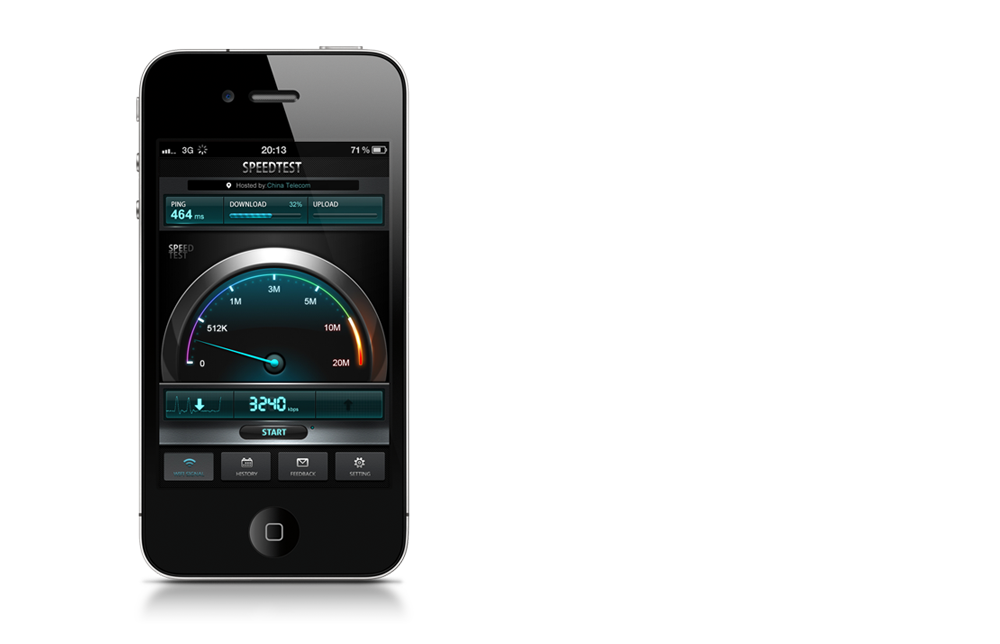 3G 20:13 71 %
SPEEDTEST
Hosted by China Telecom
PING DOWNLOAD 32% UPLOAD
464 ms
SPEED
TEST
3M
1M 5M
512K 10M
0 20M
3240 kbps
START
HISTORY FEEDBACK SETTING